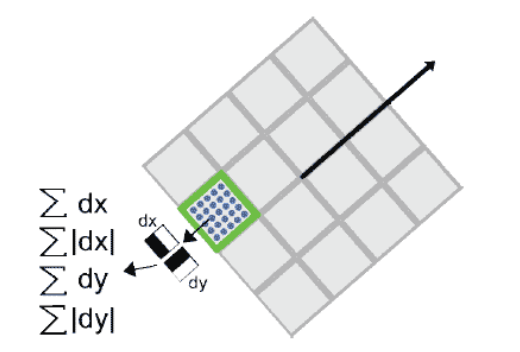 ∑ dx
∑|dx|
∑ dy
∑|dy|
dx
dy